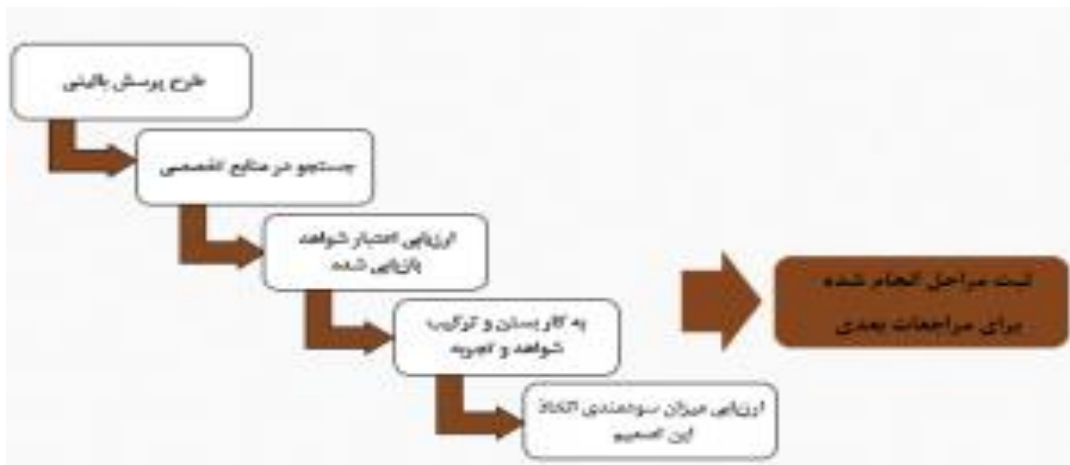 طرح پرسش بالینی
جستجو در منابع تخصصی
ارزیابی اعتبار شواهد
بازیابی شده
به کار بستن و ترکیب
شواهد و تجربه
ارزیابی میزان سودمندی اتخاذ
این تصمیم
ثبت مراحل انجام شده
برای مراجعات بعدی